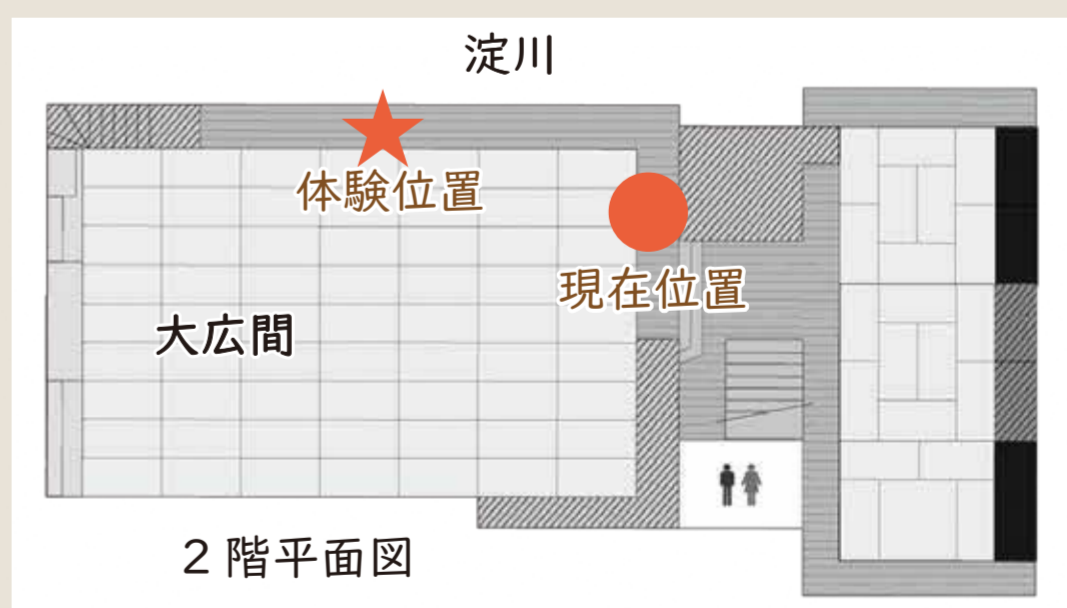 淀川
体験位置
現在位置
大広間
2階平面図